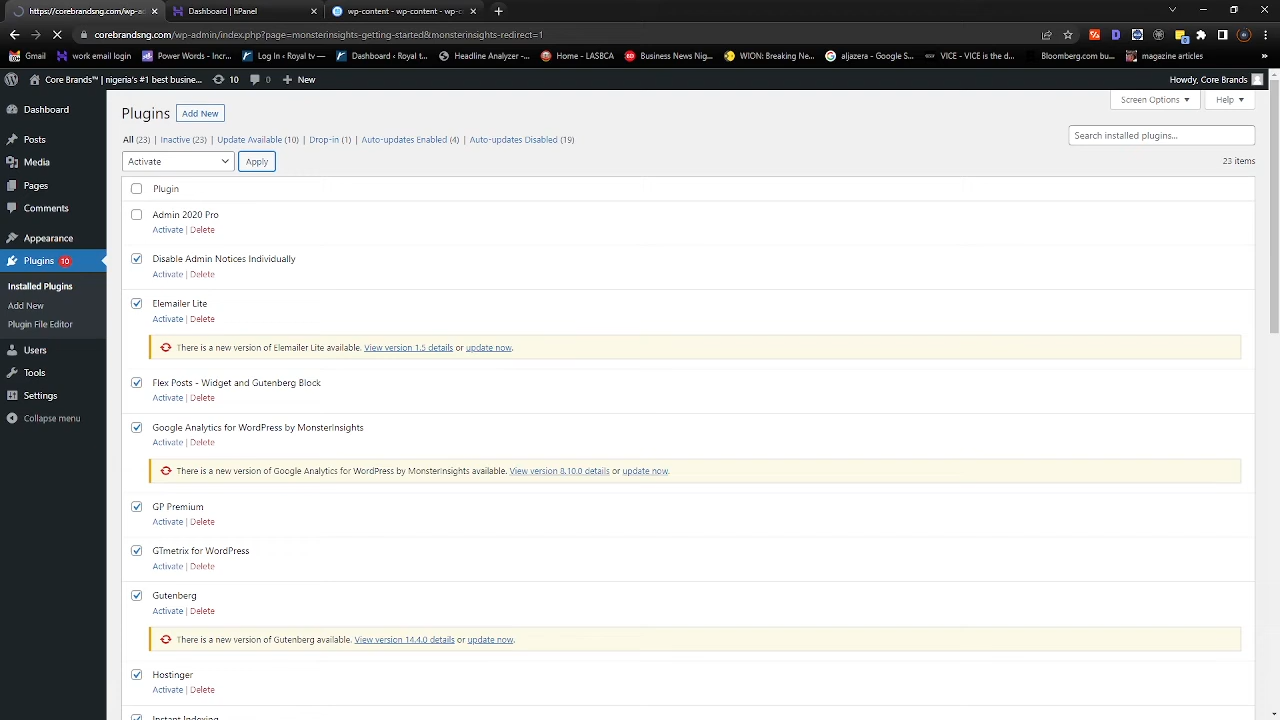 https://corebrandsng.com/wp-a
Dashboard | hPanel
wp-content - wp-content - wp-c
corebrandsng.com/wp-admin/index.php?page=monsterinsights-getting-started&monsterinsights-redirect=1
Gmail
work email login
Power Words - Incr...
Log In ‹ Royal tv —
Dashboard ‹ Royal t...
Headline Analyzer -...
Home - LASBCA
Business News Nig...
WION: Breaking Ne...
aljazera - Google S...
VICE - VICE is the d...
Bloomberg.com bu...
magazine articles
Core Brands™ | nigeria's #1 best busine...
10
0
New
Howdy, Core Brands
Dashboard
Posts
Media
Pages
Comments
Appearance
Plugins 10
Installed Plugins
Add New
Plugin File Editor
Users
Tools
Settings
Collapse menu
Screen Options
Help
Plugins
Add New
All (23) | Inactive (23) | Update Available (10) | Drop-in (1) | Auto-updates Enabled (4) | Auto-updates Disabled (19)
Search installed plugins...
Activate
Apply
23 items
Plugin
Admin 2020 Pro
Activate | Delete
Disable Admin Notices Individually
Activate | Delete
Elemailer Lite
Activate | Delete
There is a new version of Elemailer Lite available. View version 1.5 details or update now.
Flex Posts - Widget and Gutenberg Block
Activate | Delete
Google Analytics for WordPress by MonsterInsights
Activate | Delete
There is a new version of Google Analytics for WordPress by MonsterInsights available. View version 8.10.0 details or update now.
GP Premium
Activate | Delete
GTmetrix for WordPress
Activate | Delete
Gutenberg
Activate | Delete
There is a new version of Gutenberg available. View version 14.4.0 details or update now.
Hostinger
Activate | Delete
Instant Indexing